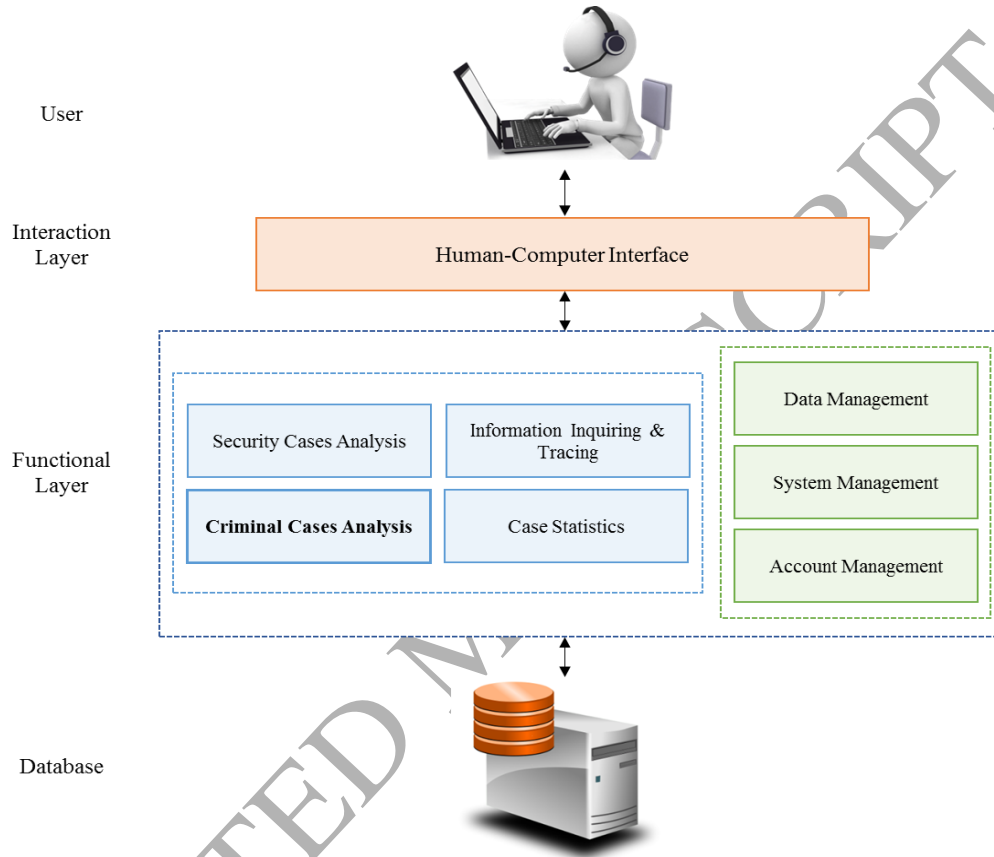 User
Interaction
Layer
Human-Computer Interface
Functional
Layer
Security Cases Analysis
Information Inquiring &
Tracing
Criminal Cases Analysis
Case Statistics
Data Management
System Management
Account Management
Database